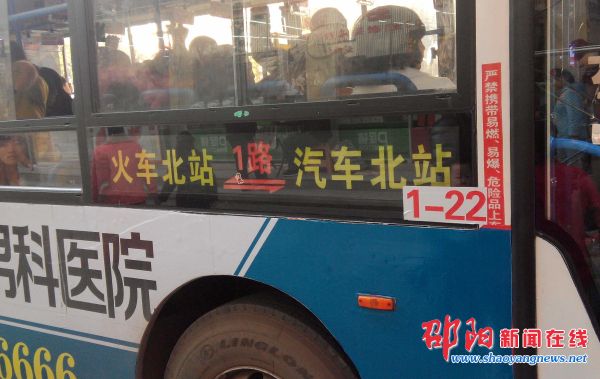 火车北站 1路 汽车北站
1-22
严禁携带易燃、易爆、危险品上车
男科医院
6666
LINGLONG
邵阳新闻在线
www.shaoyangnews.net